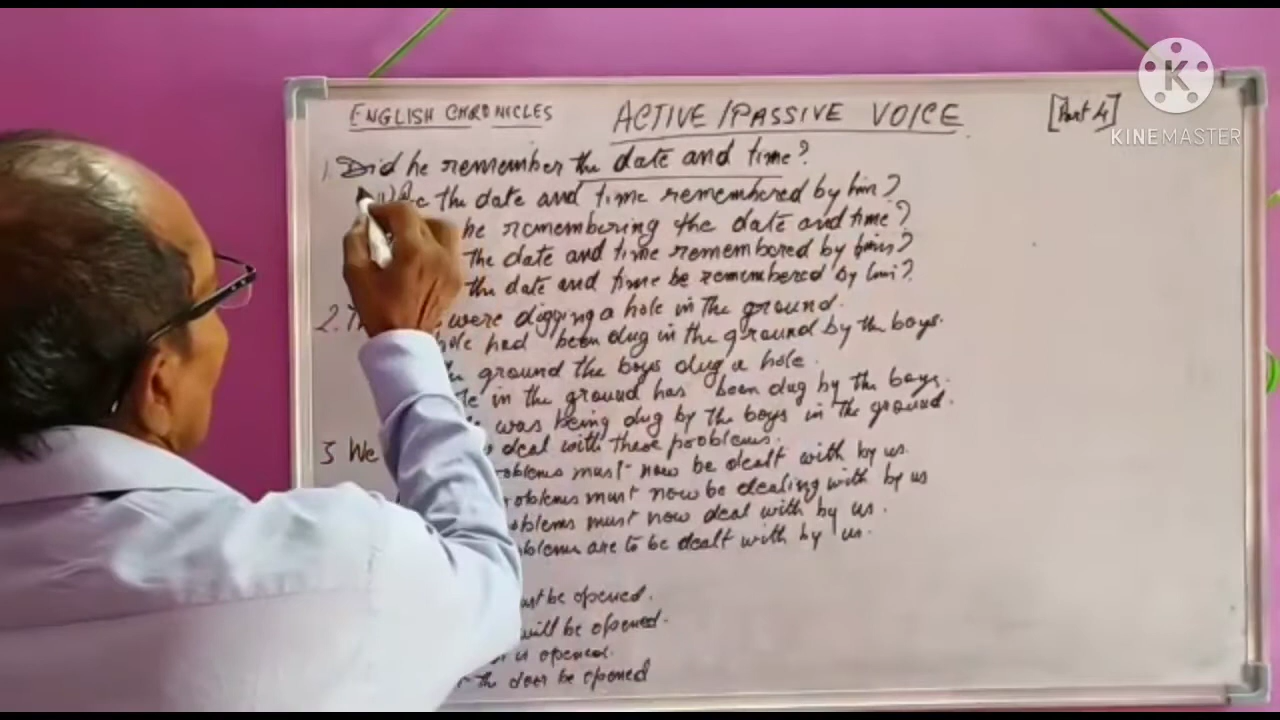 ENGLISH CHRONICLES
ACTIVE/PASSIVE VOICE
[Part 4]
KINEMASTER
1. Did he remember the date and time?
the date and time remembered by him?
he remembering the date and time?
the date and time remembered by him?
the date and time be remembered by him?
2. were digging a hole in the ground.
hole had been dug in the ground by the boys.
ground the boys dug a hole.
in the ground has been dug by the boys.
was being dug by the boys in the ground.
3 We deal with these problems.
must now be dealt with by us.
must now be dealing with by us
must now deal with by us.
are to be dealt with by us.
be opened.
will be opened.
is opened.
the door be opened